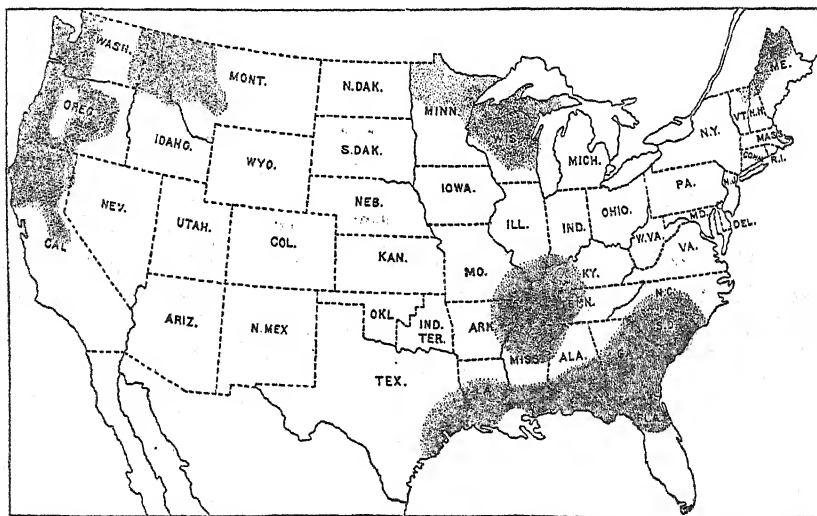 WASH.
MONT.
N.DAK.
MINN.
ME.
OREG.
IDAHO.
S.DAK.
WIS.
MICH.
VT.
N.H.
N.Y.
MASS.
CONN.
R.I.
WYO.
IOWA.
PA.
N.J.
NEV.
UTAH.
NEB.
ILL.
IND.
OHIO.
MD.
DEL.
CAL
COL.
KAN.
MO.
KY.
W.VA.
VA.
ARIZ.
N.MEX
OKL.
IND.
TER.
ARK.
N.C.
TEX.
MISS.
ALA.
LA.
FLA.